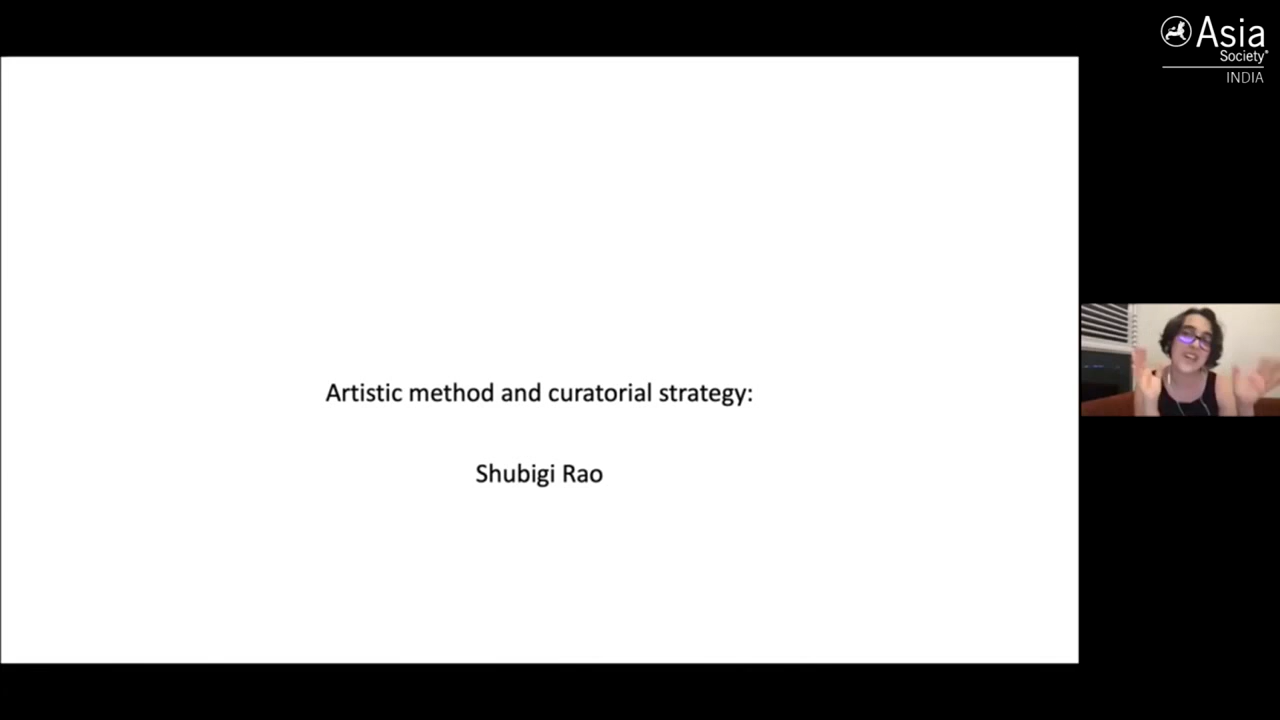 Asia
Society
INDIA
Artistic method and curatorial strategy:
Shubigi Rao